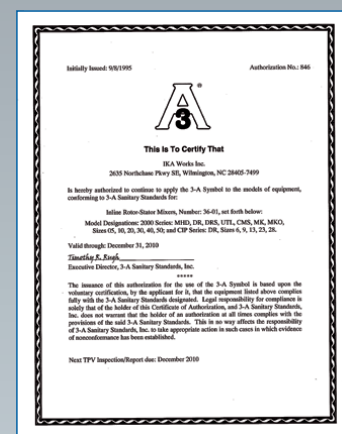 Initially Issued: 9/8/1995 Authorization No.: 846
A
3
®
This Is To Certify That
IKA Works Inc.
2635 Northchase Pkwy SE, Wilmington, NC 28405-7499
Is hereby authorized to continue to apply the 3-A Symbol to the models of equipment,
conforming to 3-A Sanitary Standards for:
Inline Rotor-Stator Mixers, Number: 36-01, set forth below:
Model Designations: 2000 Series: MHD, DR, DRS, UTL, CMS, MK, MKO,
Sizes 05, 10, 20, 30, 40, 50; and CIP Series: DR, Sizes 6, 9, 13, 23, 28.
Valid through: December 31, 2010
Timothy R. Rugh
Executive Director, 3-A Sanitary Standards, Inc.
*****
The issuance of this authorization for the use of the 3-A Symbol is based upon the
voluntary certification, by the applicant for it, that the equipment listed above complies
fully with the 3-A Sanitary Standards designated. Legal responsibility for compliance is
solely that of the holder of this Certificate of Authorization, and 3-A Sanitary Standards,
Inc. does not warrant that the holder of an authorization at all times complies with the
provisions of the said 3-A Sanitary Standards. This in no way affects the responsibility
of 3-A Sanitary Standards, Inc. to take appropriate action in such cases in which evidence
of nonconformance has been established.
Next TPV Inspection/Report due: December 2010